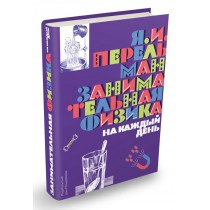 Я.И.
ПЕРЕЛЬ
МАН
ЗАНИМА
ТЕЛЬНАЯ
ФИЗИКА
НА КАЖДЫЙ
ДЕНЬ
ЗАНИМАТЕЛЬНАЯ ФИЗИКА